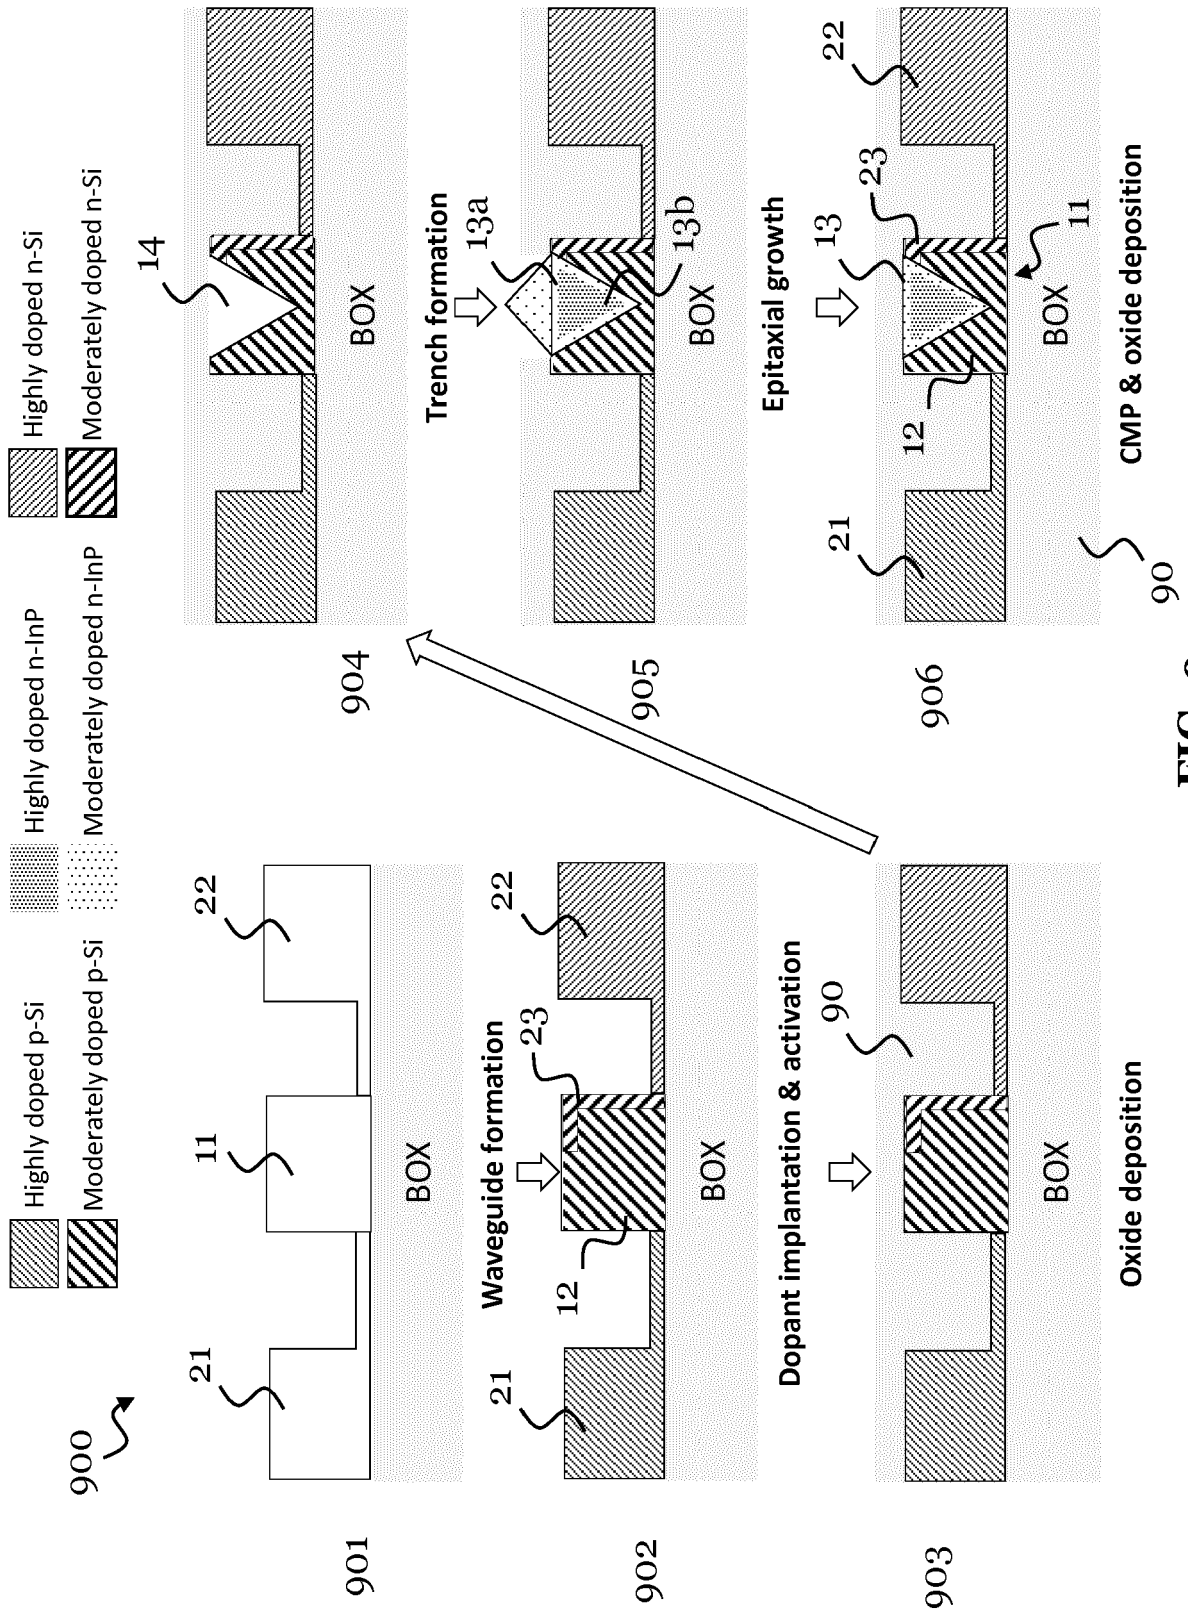 Highly doped p-Si
Moderately doped p-Si
Highly doped n-InP
Moderately doped n-InP
Highly doped n-Si
Moderately doped n-Si
900
21
11
22
BOX
901
Waveguide formation
21
12
23
22
BOX
902
Dopant implantation & activation
90
BOX
903
Oxide deposition
14
BOX
904
Trench formation
13a
13b
BOX
905
Epitaxial growth
21
12
13
23
22
11
BOX
906
90
CMP & oxide deposition
FIG.